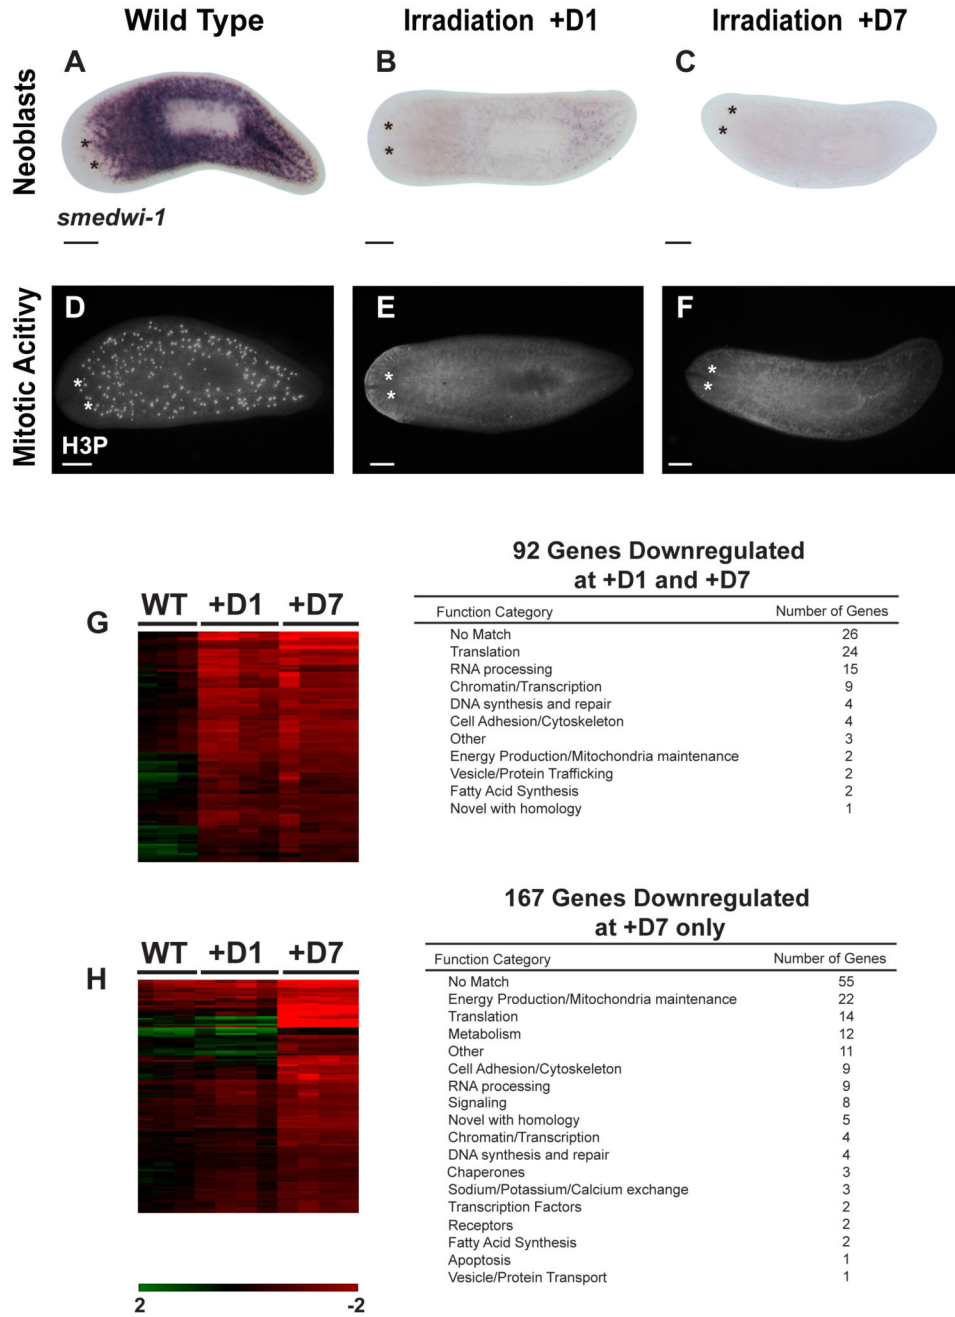 Wild Type
Irradiation +D1
Irradiation +D7
Neoblasts
A
B
C
* *
* *
* *
smedwi-1
Mitotic Acitivy
D
E
F
* *
* *
* *
H3P
92 Genes Downregulated
at +D1 and +D7
G
WT +D1 +D7
Function Category Number of Genes
No Match 26
Translation 24
RNA processing 15
Chromatin/Transcription 9
DNA synthesis and repair 4
Cell Adhesion/Cytoskeleton 4
Other 3
Energy Production/Mitochondria maintenance 2
Vesicle/Protein Trafficking 2
Fatty Acid Synthesis 2
Novel with homology 1
167 Genes Downregulated
at +D7 only
H
WT +D1 +D7
Function Category Number of Genes
No Match 55
Energy Production/Mitochondria maintenance 22
Translation 14
Metabolism 12
Other 11
Cell Adhesion/Cytoskeleton 9
RNA processing 9
Signaling 8
Novel with homology 5
Chromatin/Transcription 4
DNA synthesis and repair 4
Chaperones 3
Sodium/Potassium/Calcium exchange 3
Transcription Factors 2
Receptors 2
Fatty Acid Synthesis 2
Apoptosis 1
Vesicle/Protein Transport 1
2 -2